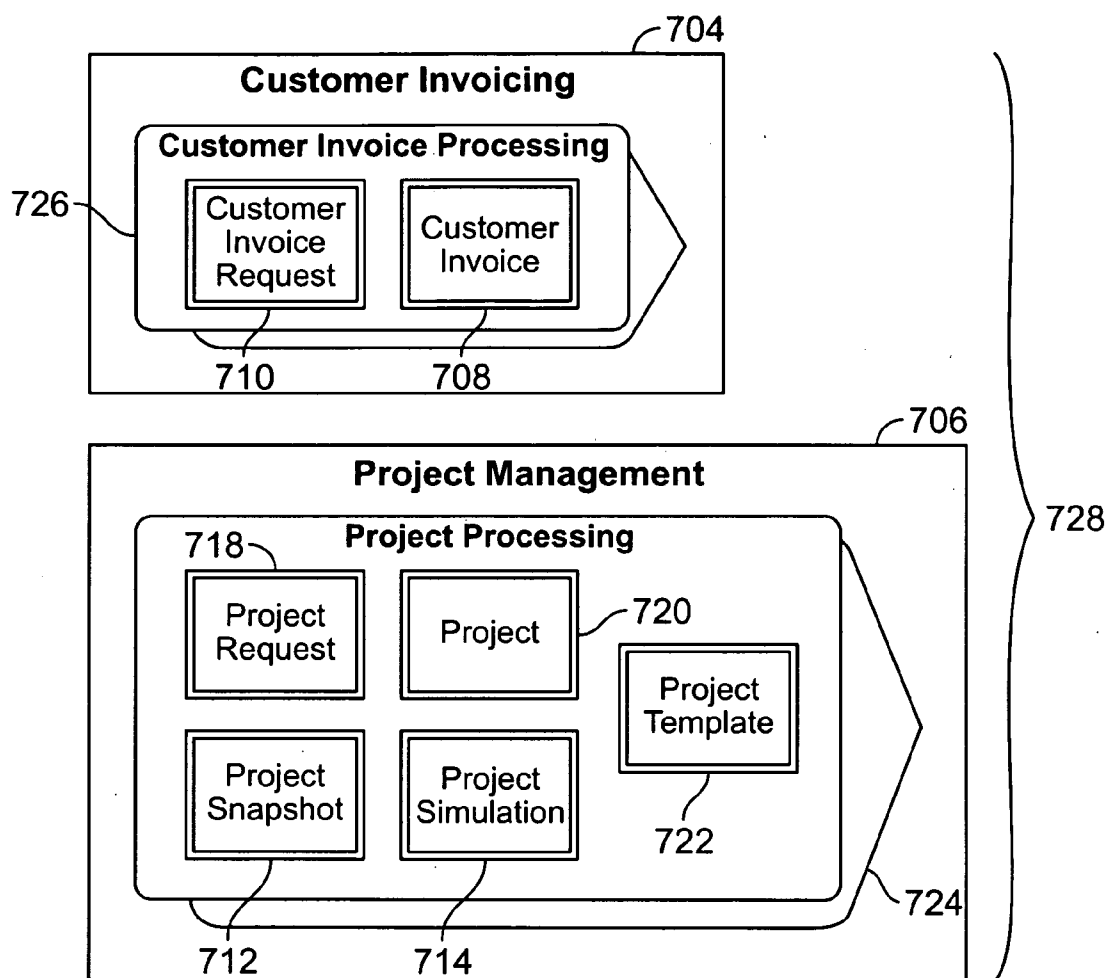 704
Customer Invoicing
Customer Invoice Processing
726
Customer
Invoice
Request
Customer
Invoice
710
708
706
Project Management
Project Processing
718
Project
Request
Project
720
Project
Template
722
Project
Snapshot
Project
Simulation
712
714
724
728